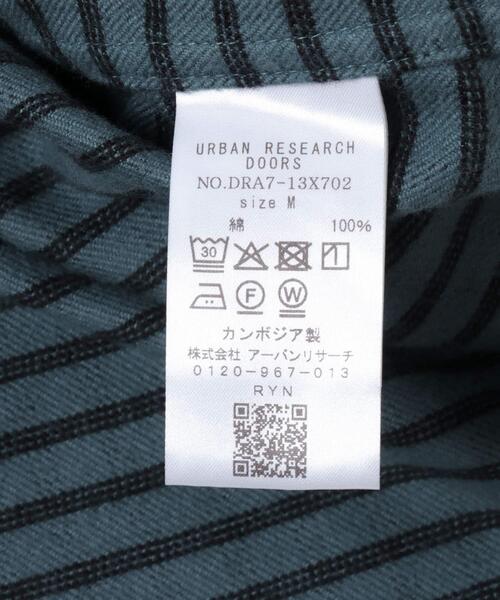 URBAN RESEARCH
DOORS
NO.DRA7-13X702
size M
綿 100%
30
F W
カンボジア製
株式会社 アーバンリサーチ
0120-967-013
RYN